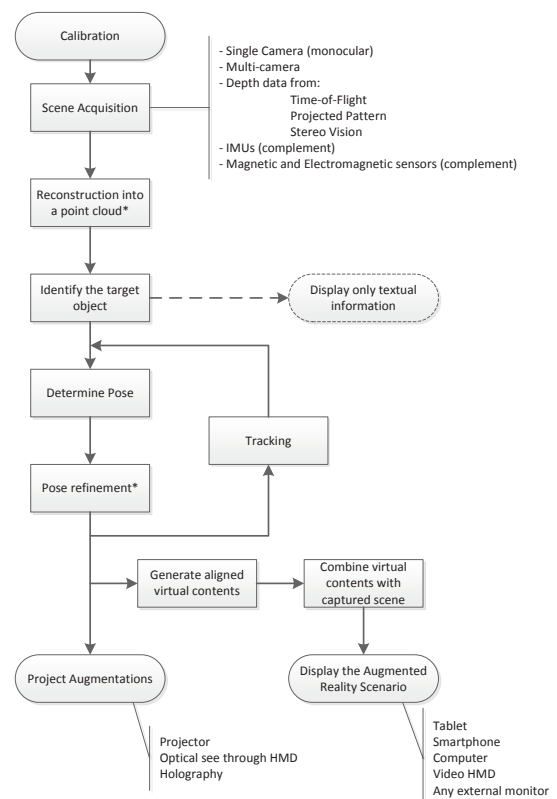 Calibration
Scene Acquisition
- Single Camera (monocular)
- Multi-camera
- Depth data from:
Time-of-Flight
Projected Pattern
Stereo Vision
- IMUs (complement)
- Magnetic and Electromagnetic sensors (complement)
Reconstruction into
a point cloud*
Identify the target
object
Display only textual
information
Determine Pose
Tracking
Pose refinement*
Generate aligned
virtual contents
Combine virtual
contents with
captured scene
Project Augmentations
Display the Augmented
Reality Scenario
Projector
Optical see through HMD
Holography
Tablet
Smartphone
Computer
Video HMD
Any external monitor